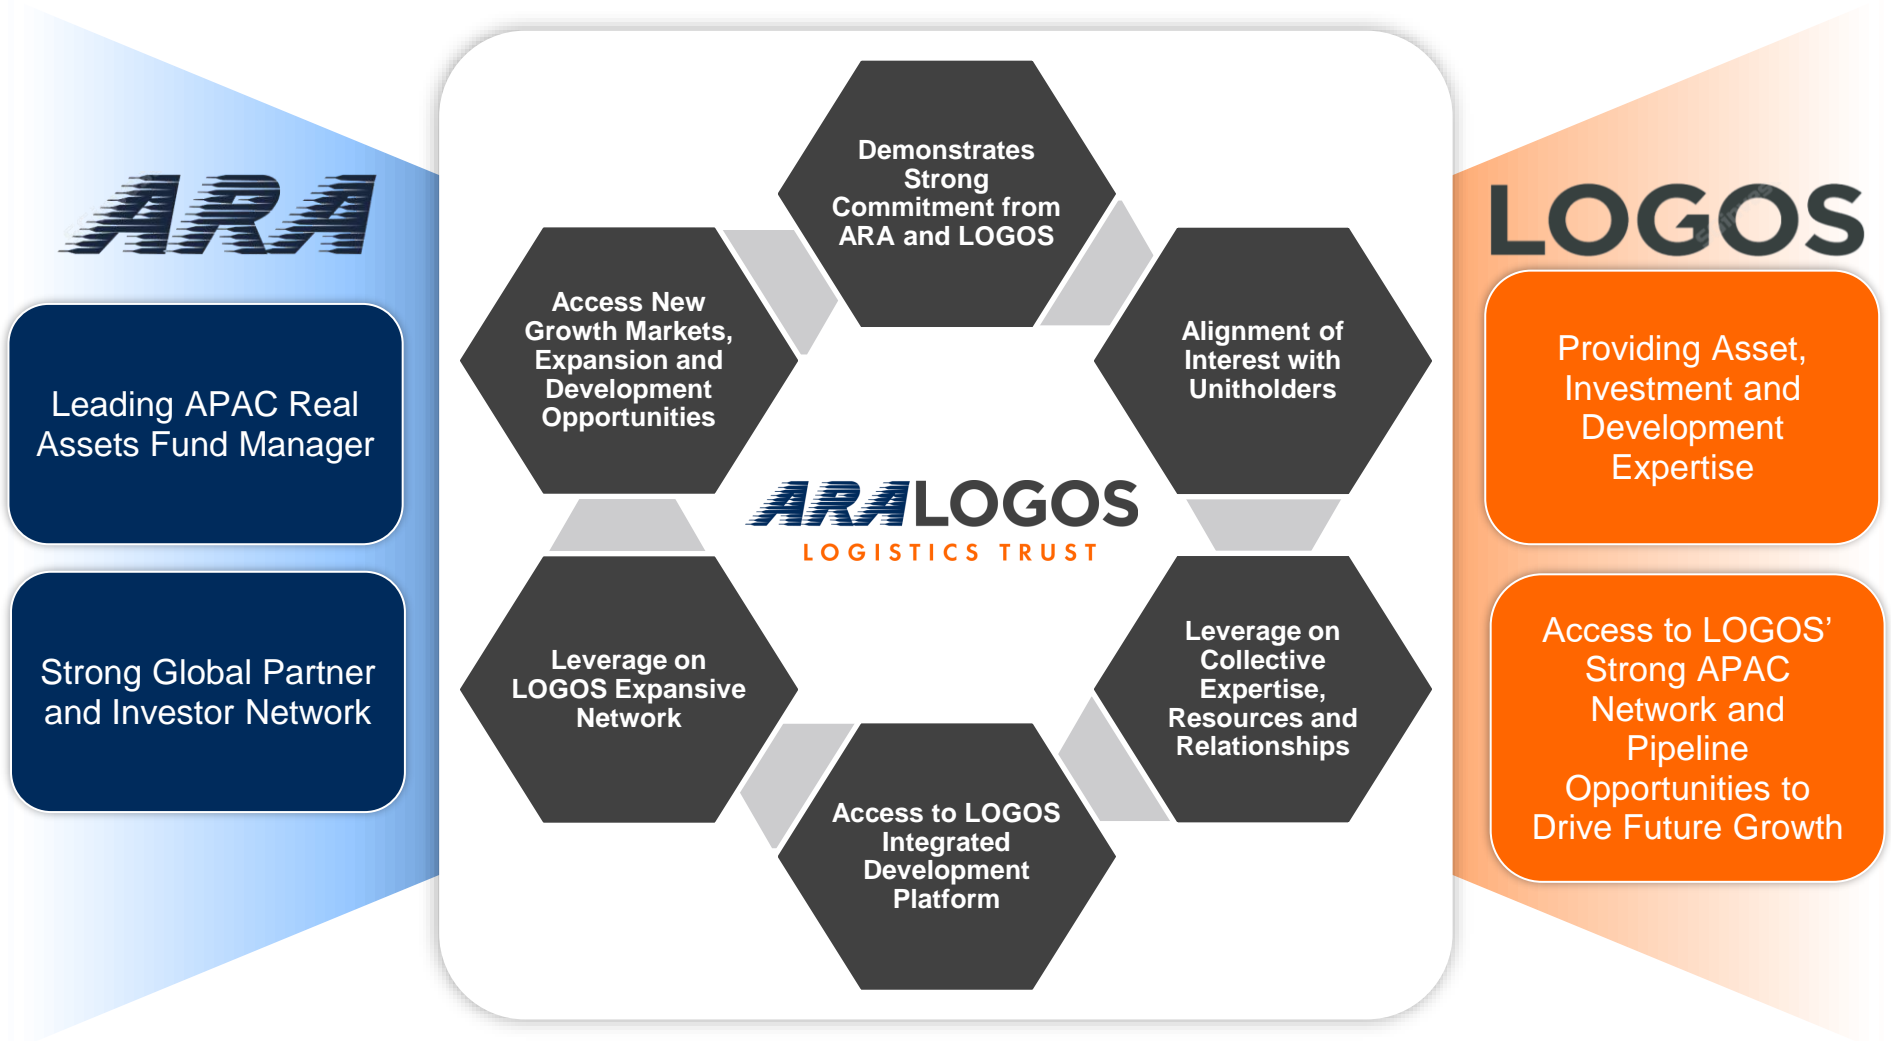 ARA
Leading APAC Real
Assets Fund Manager
Strong Global Partner
and Investor Network
Demonstrates
Strong
Commitment from
ARA and LOGOS
Alignment of
Interest with
Unitholders
Leverage on
Collective
Expertise,
Resources and
Relationships
Access to LOGOS
Integrated
Development
Platform
Leverage on
LOGOS Expansive
Network
Access New
Growth Markets,
Expansion and
Development
Opportunities
ARA LOGOS
LOGISTICS TRUST
LOGOS
Providing Asset,
Investment and
Development
Expertise
Access to LOGOS’
Strong APAC
Network and
Pipeline
Opportunities to
Drive Future Growth